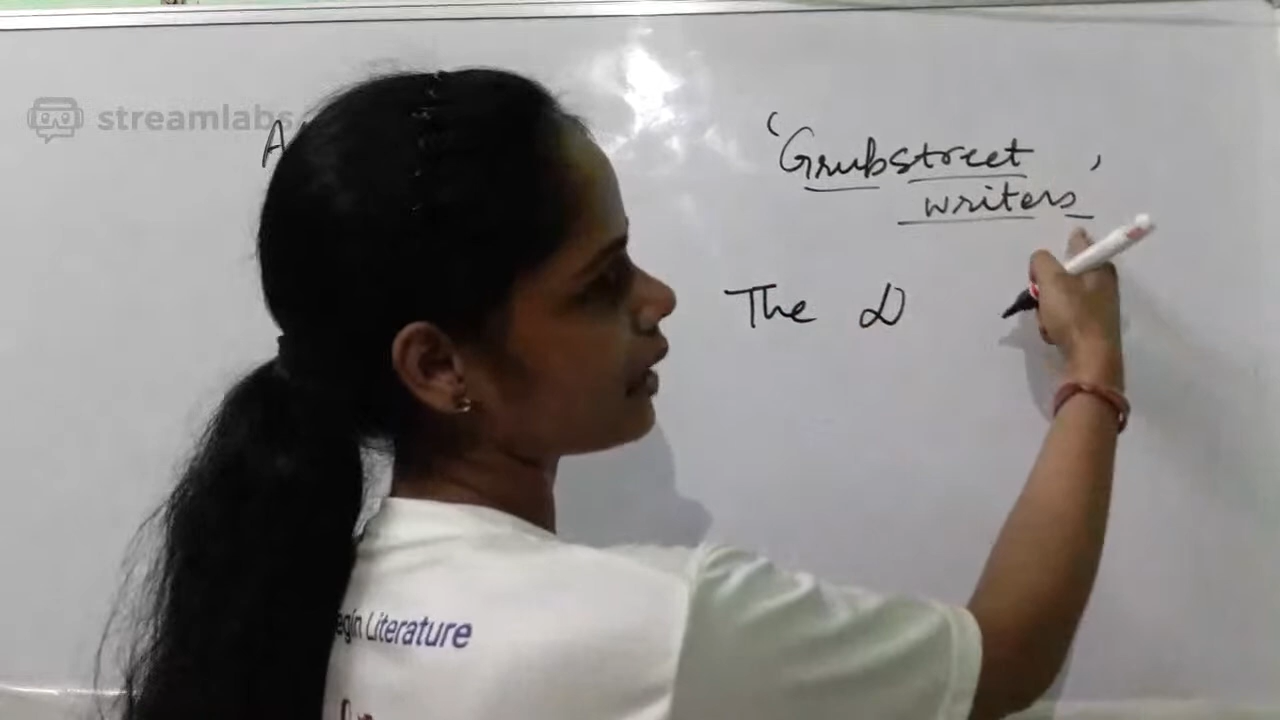 streamlabs
A
'Grubstreet
writers'
The D
egin Literature